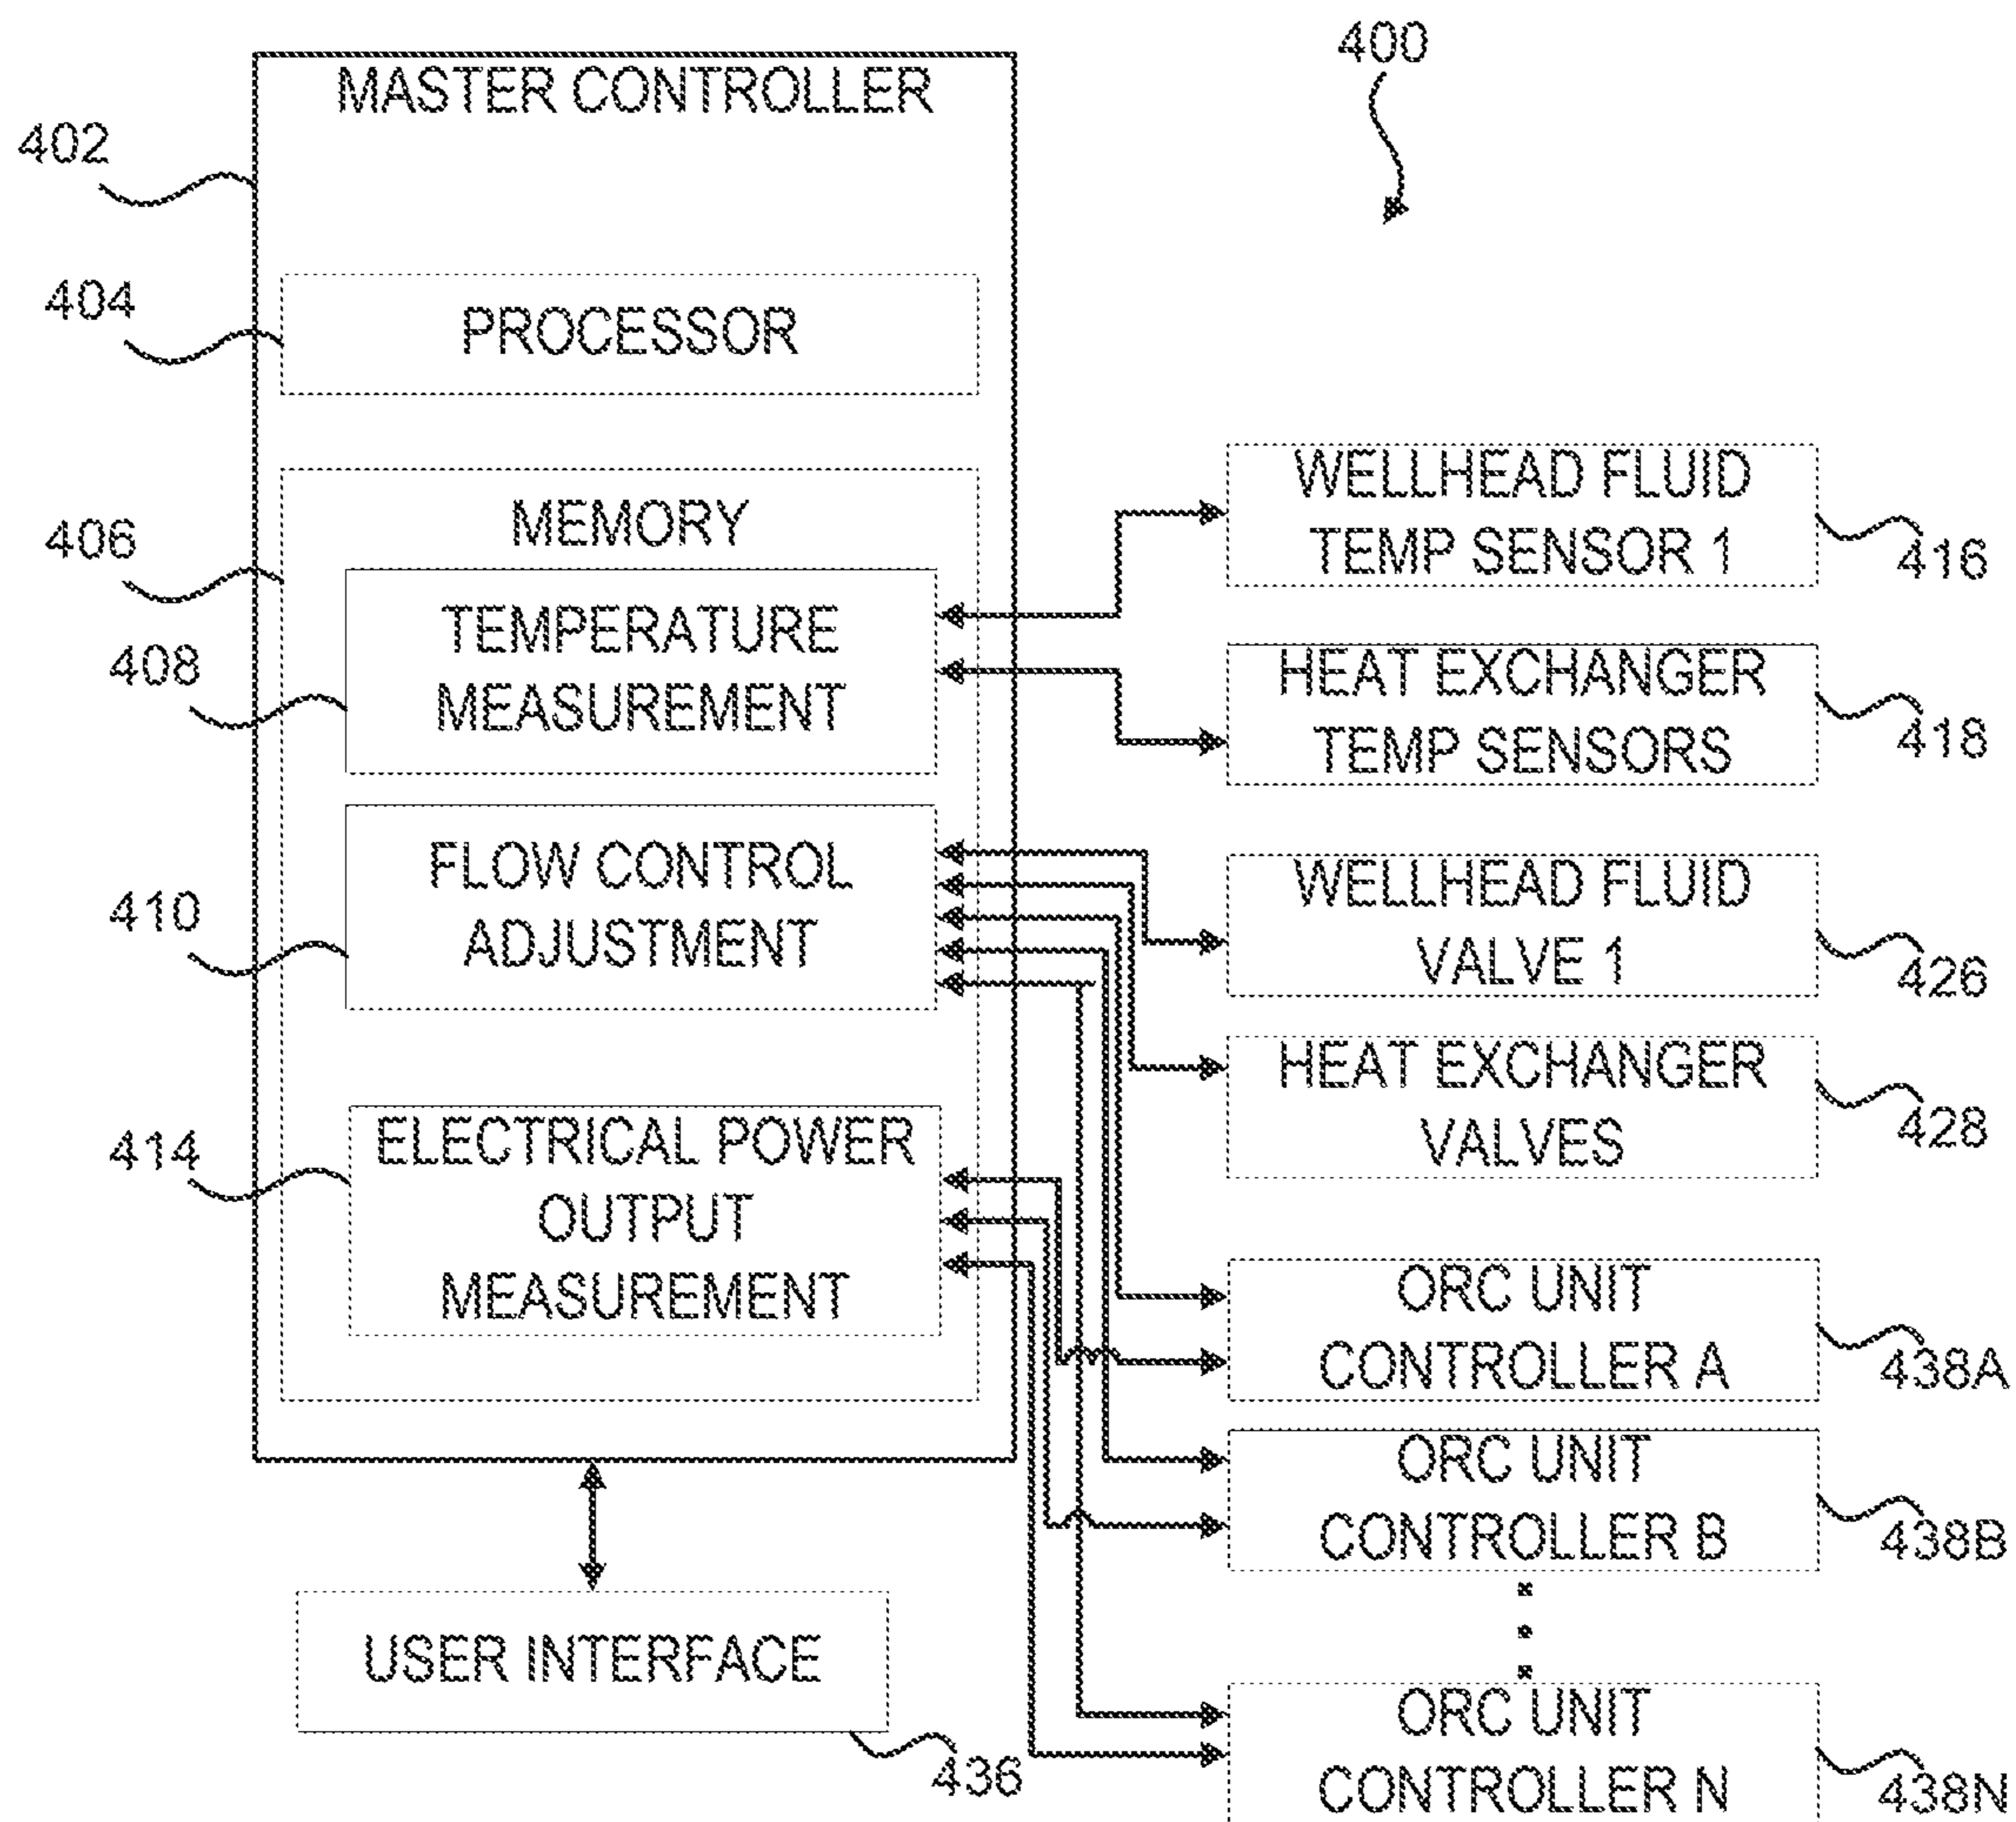 400
MASTER CONTROLLER
402
404
PROCESSOR
406
MEMORY
408
TEMPERATURE
MEASUREMENT
410
FLOW CONTROL
ADJUSTMENT
414
ELECTRICAL POWER
OUTPUT
MEASUREMENT
USER INTERFACE
436
WELLHEAD FLUID
TEMP SENSOR 1
416
HEAT EXCHANGER
TEMP SENSORS
418
WELLHEAD FLUID
VALVE 1
426
HEAT EXCHANGER
VALVES
428
ORC UNIT
CONTROLLER A
438A
ORC UNIT
CONTROLLER B
438B
ORC UNIT
CONTROLLER N
438N